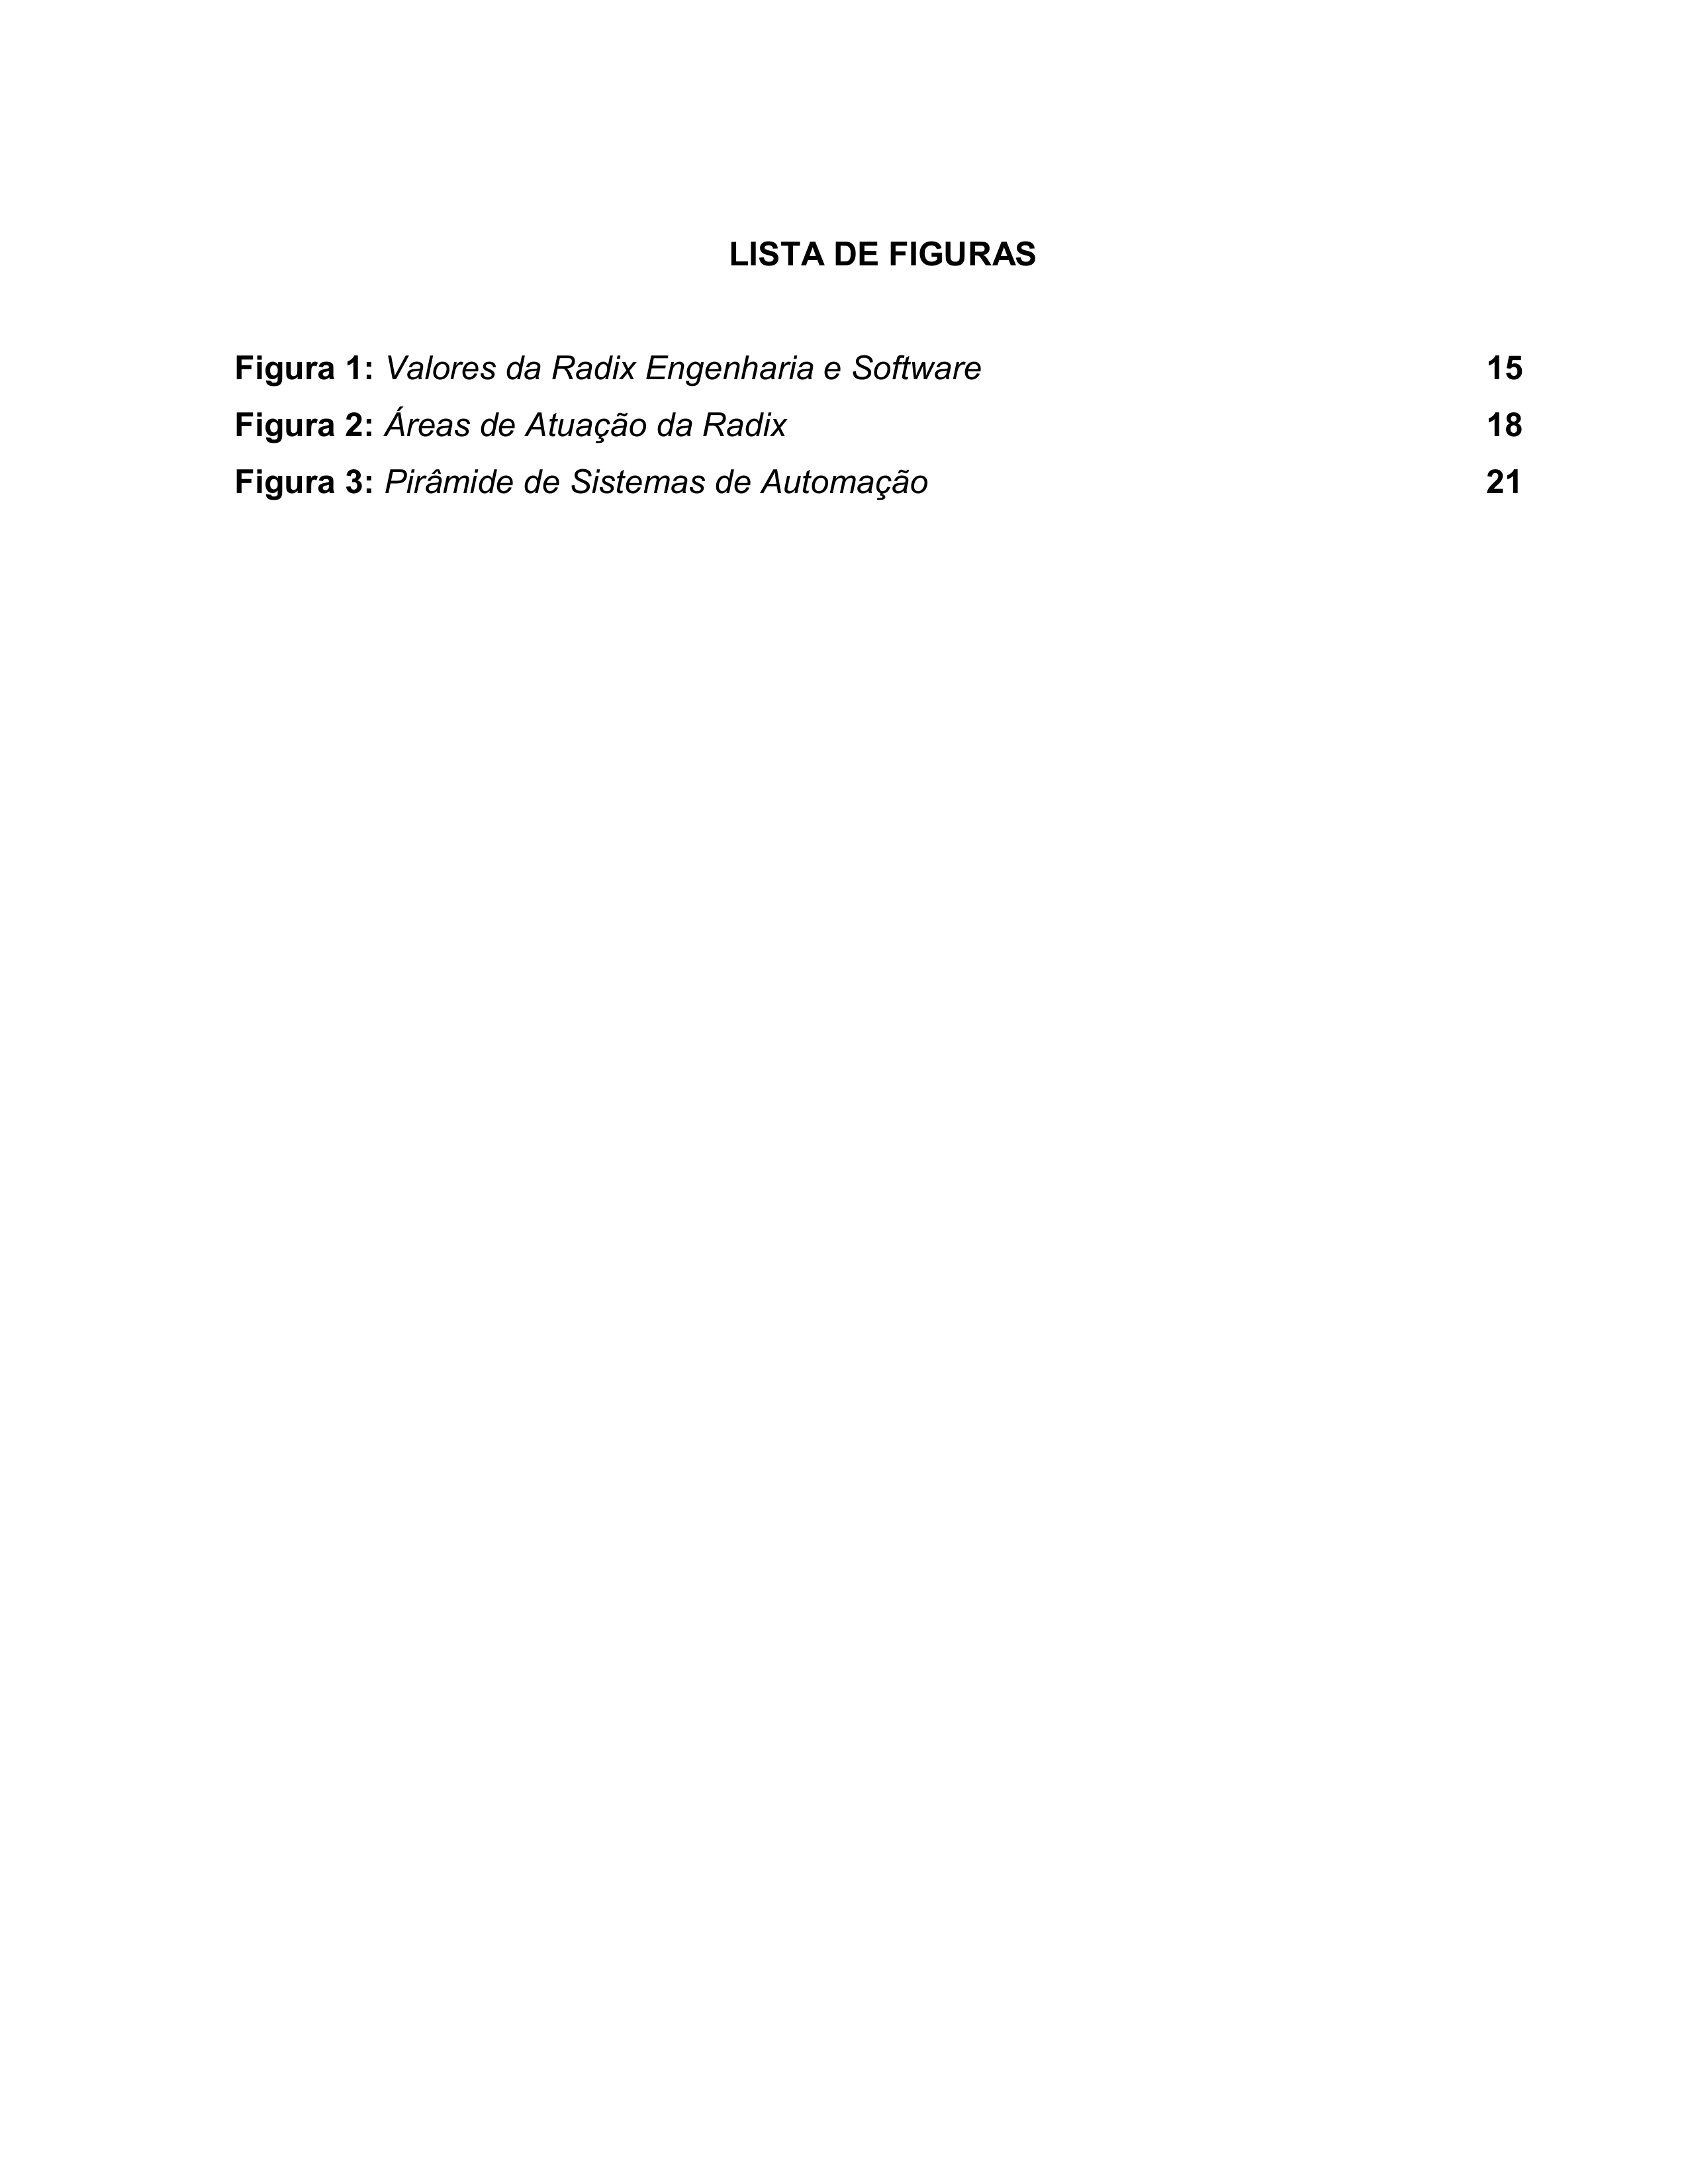 LISTA DE FIGURAS
Figura 1: Valores da Radix Engenharia e Software 15
Figura 2: Áreas de Atuação da Radix 18
Figura 3: Pirâmide de Sistemas de Automação 21